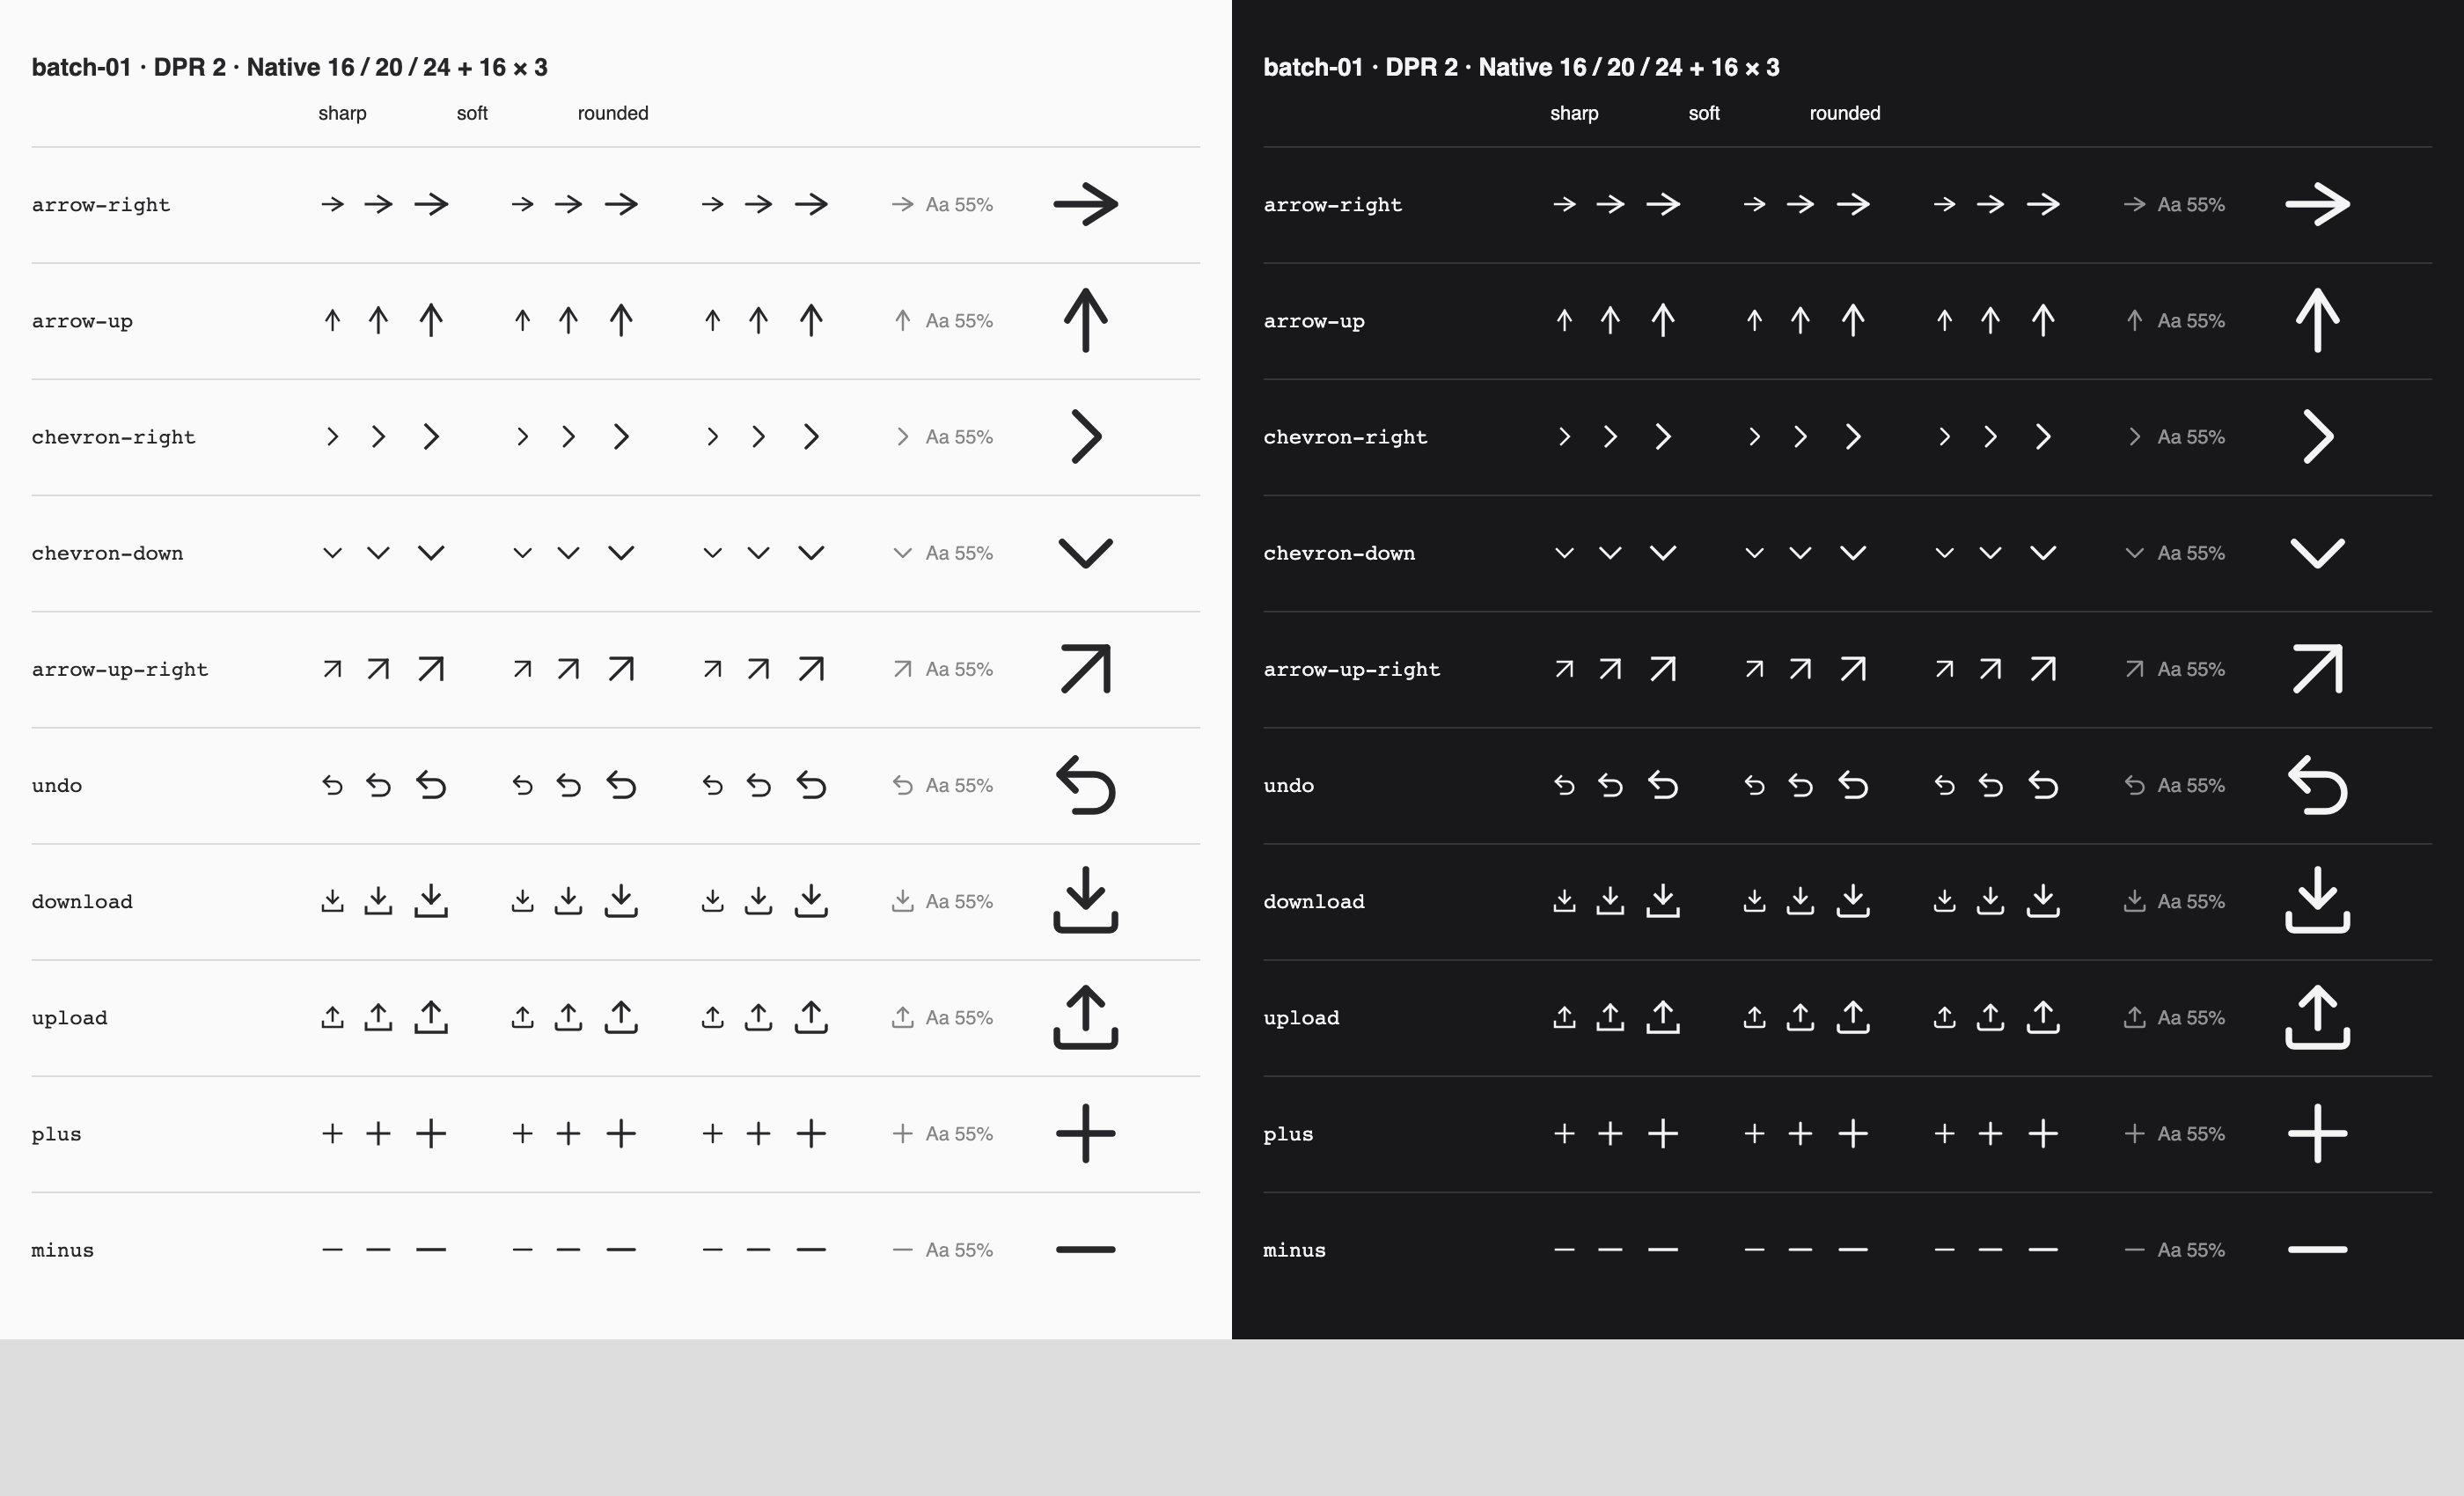 batch-01 · DPR 2 · Native 16 / 20 / 24 + 16 × 3
sharp soft rounded
arrow-right Aa 55%
arrow-up Aa 55%
chevron-right Aa 55%
chevron-down Aa 55%
arrow-up-right Aa 55%
undo Aa 55%
download Aa 55%
upload Aa 55%
plus Aa 55%
minus Aa 55%
batch-01 · DPR 2 · Native 16 / 20 / 24 + 16 × 3
sharp soft rounded
arrow-right Aa 55%
arrow-up Aa 55%
chevron-right Aa 55%
chevron-down Aa 55%
arrow-up-right Aa 55%
undo Aa 55%
download Aa 55%
upload Aa 55%
plus Aa 55%
minus Aa 55%